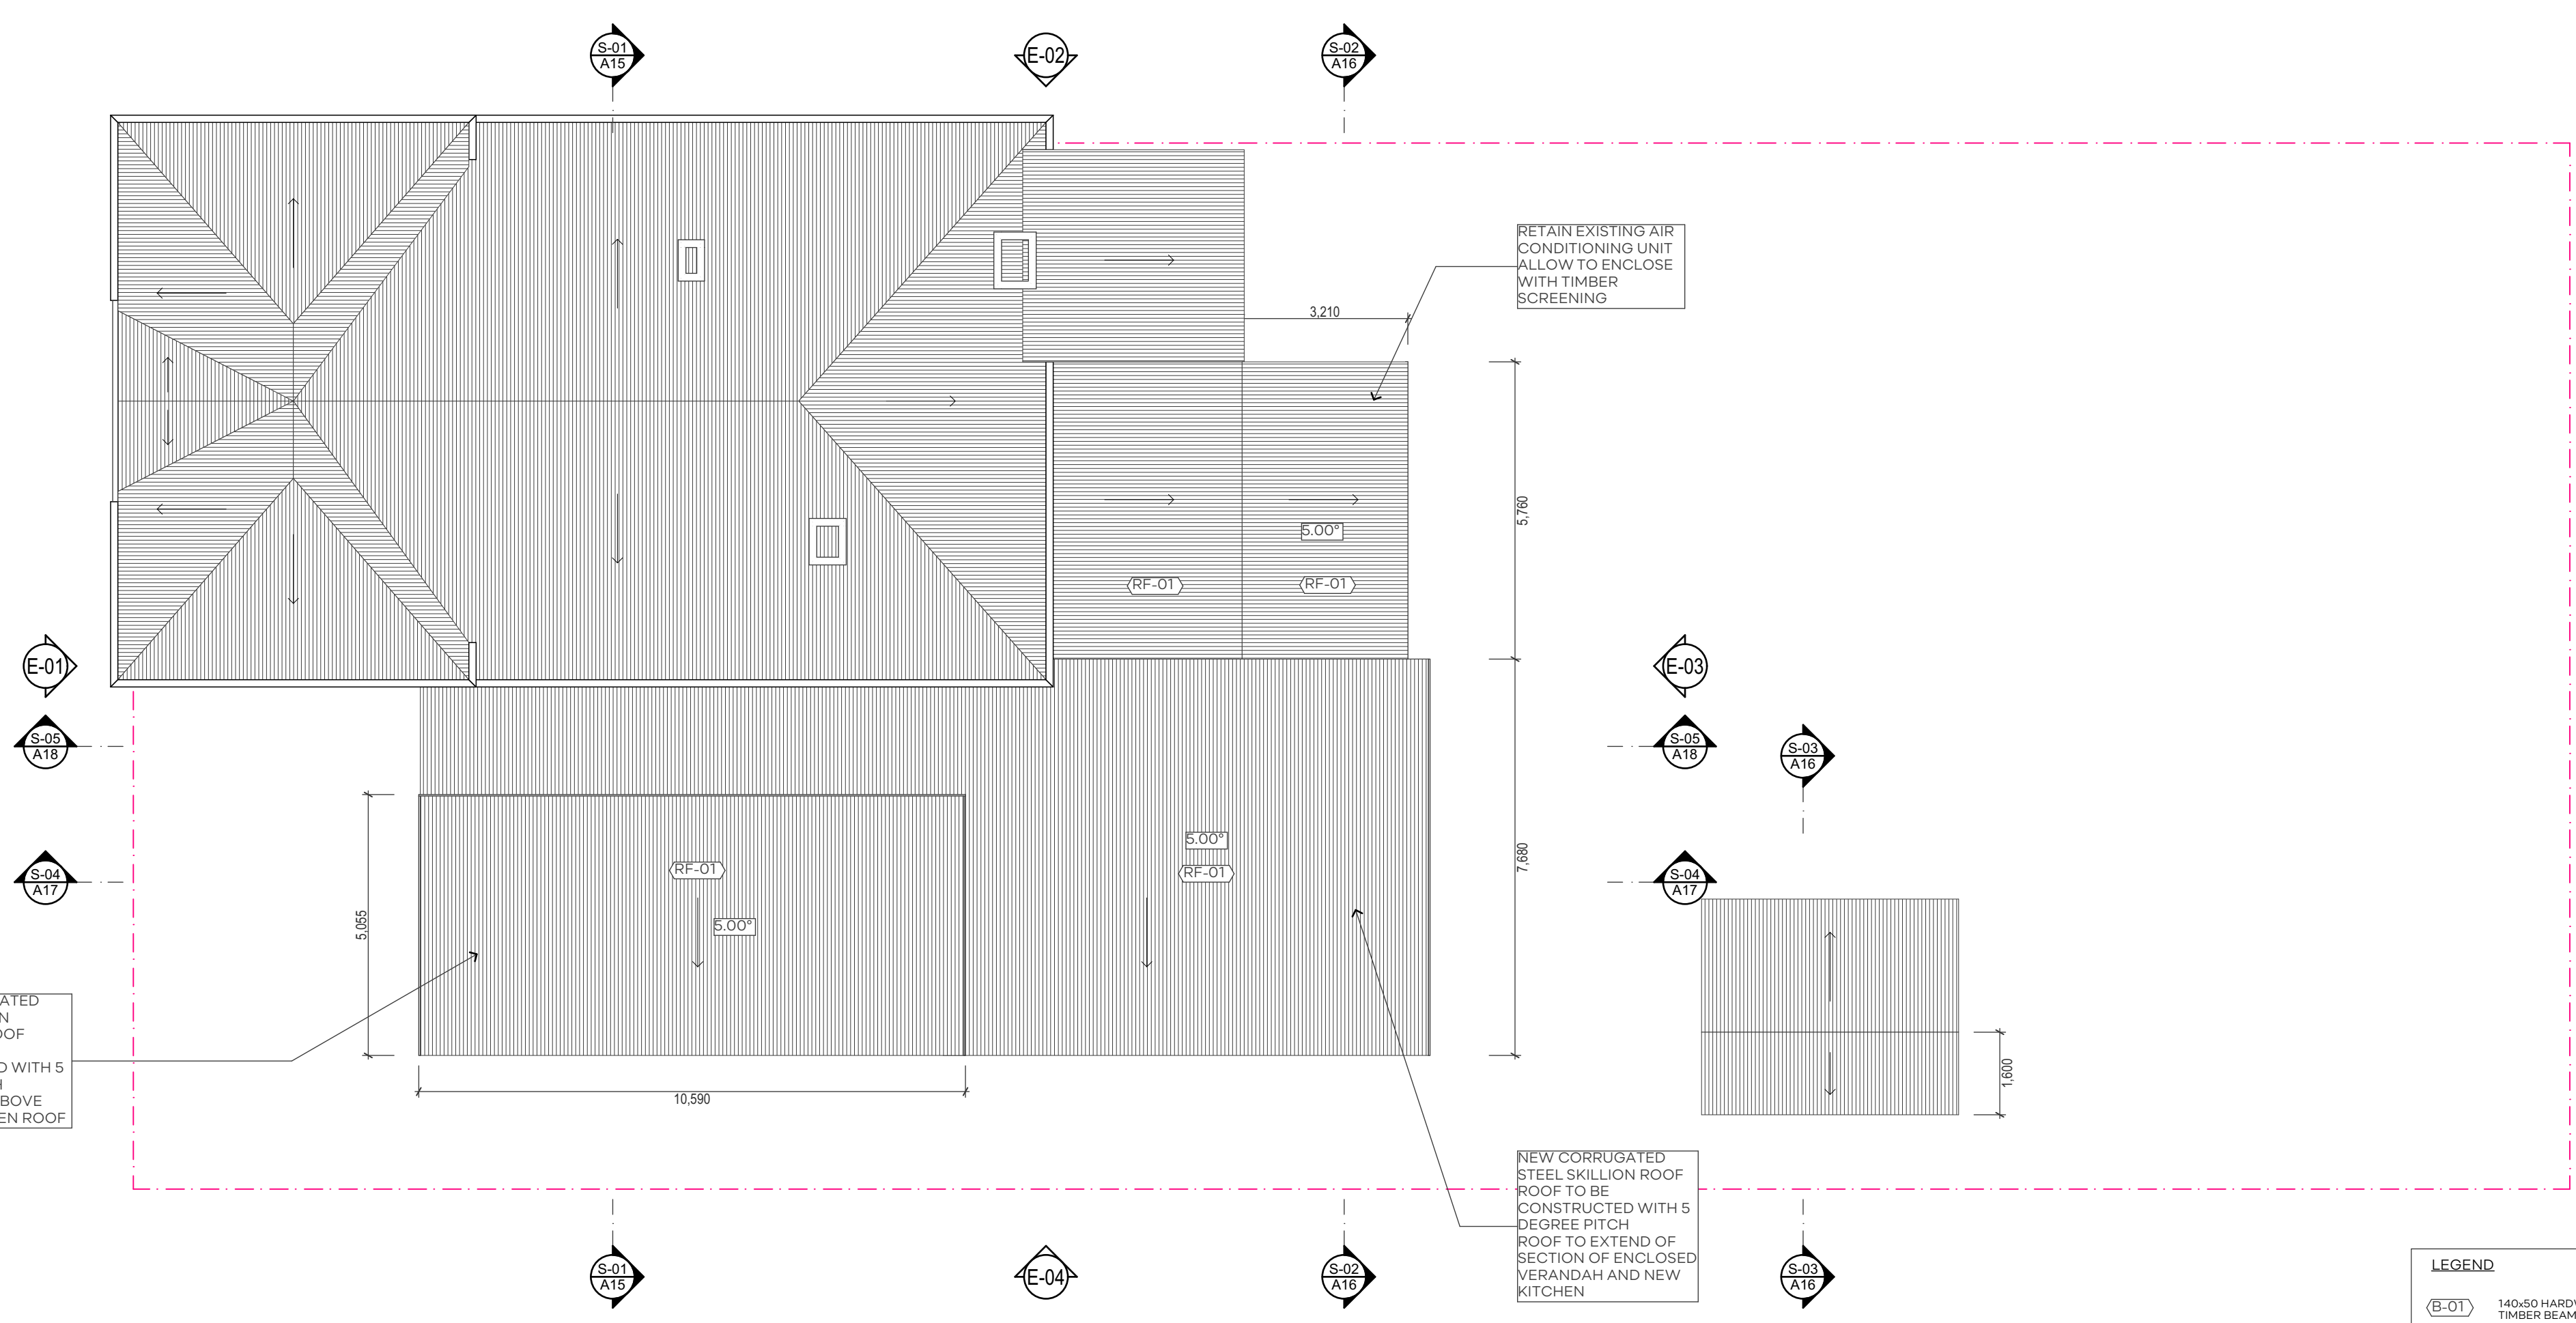 S-01
A15
E-02
S-02
A16
RETAIN EXISTING AIR
CONDITIONING UNIT
ALLOW TO ENCLOSE
WITH TIMBER
SCREENING
3,210
5,760
5.00°
RF-01
RF-01
E-01
E-03
S-05
A18
S-05
A18
S-03
A16
5.00°
RF-01
RF-01
7,680
S-04
A17
S-04
A17
5,055
5.00°
ATED
OOF
WITH 5
BOVE
EN ROOF
1,600
10,590
NEW CORRUGATED
STEEL SKILLION ROOF
ROOF TO BE
CONSTRUCTED WITH 5
DEGREE PITCH
ROOF TO EXTEND OF
SECTION OF ENCLOSED
VERANDAH AND NEW
KITCHEN
S-01
A15
E-04
S-02
A16
S-03
A16
LEGEND
B-01
140x50 HARDW
TIMBER BEAM